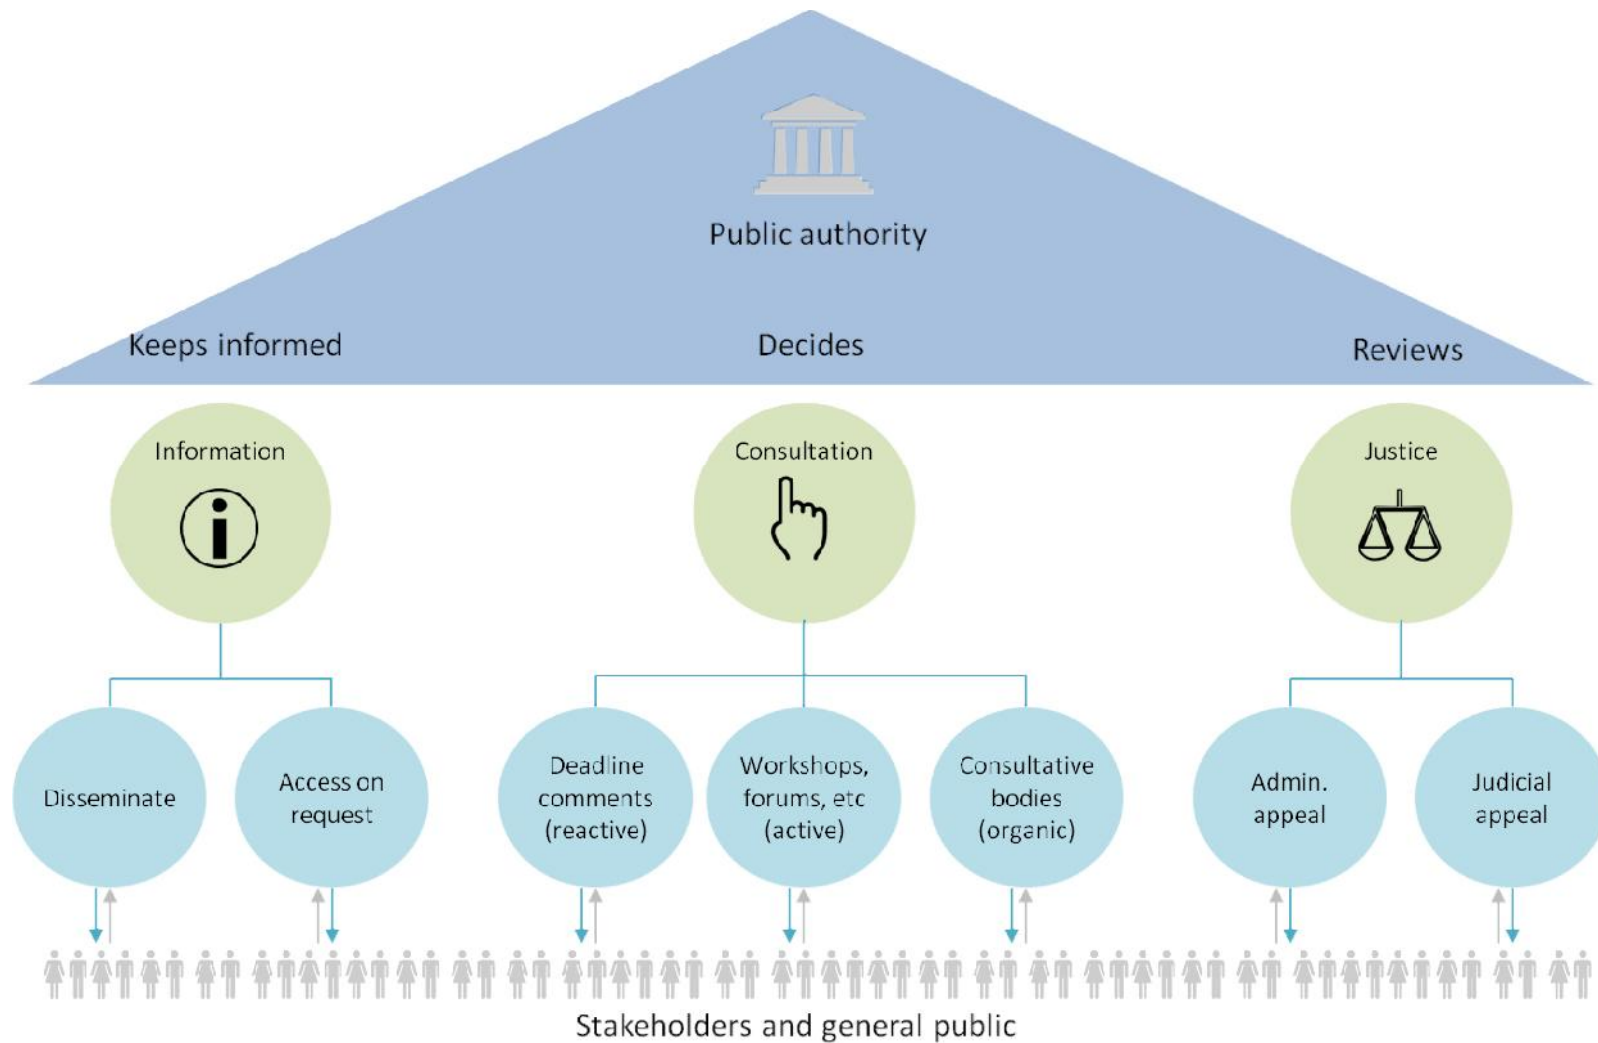 Public authority
Keeps informed
Decides
Reviews
Information
Consultation
Justice
Disseminate
Access on
request
Deadline
comments
(reactive)
Workshops,
forums, etc
(active)
Consultative
bodies
(organic)
Admin.
appeal
Judicial
appeal
Stakeholders and general public